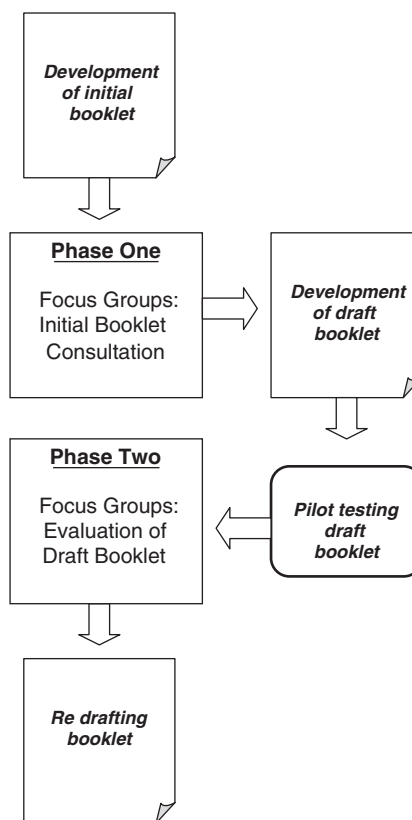 Development
of initial
booklet
Phase One
Focus Groups:
Initial Booklet
Consultation
Development
of draft
booklet
Pilot testing
draft
booklet
Phase Two
Focus Groups:
Evaluation of
Draft Booklet
Re drafting
booklet